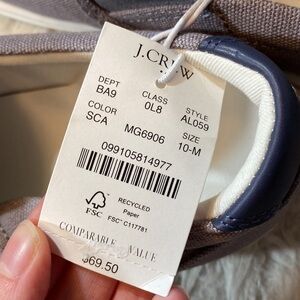 J.CREW
DEPT CLASS STYLE
BA9 0L8 AL059
COLOR SIZE
SCA MG6906 10-M
099105814977
FSC
RECYCLED
Paper
FSC® C117781
COMPARABLE VALUE
$69.50